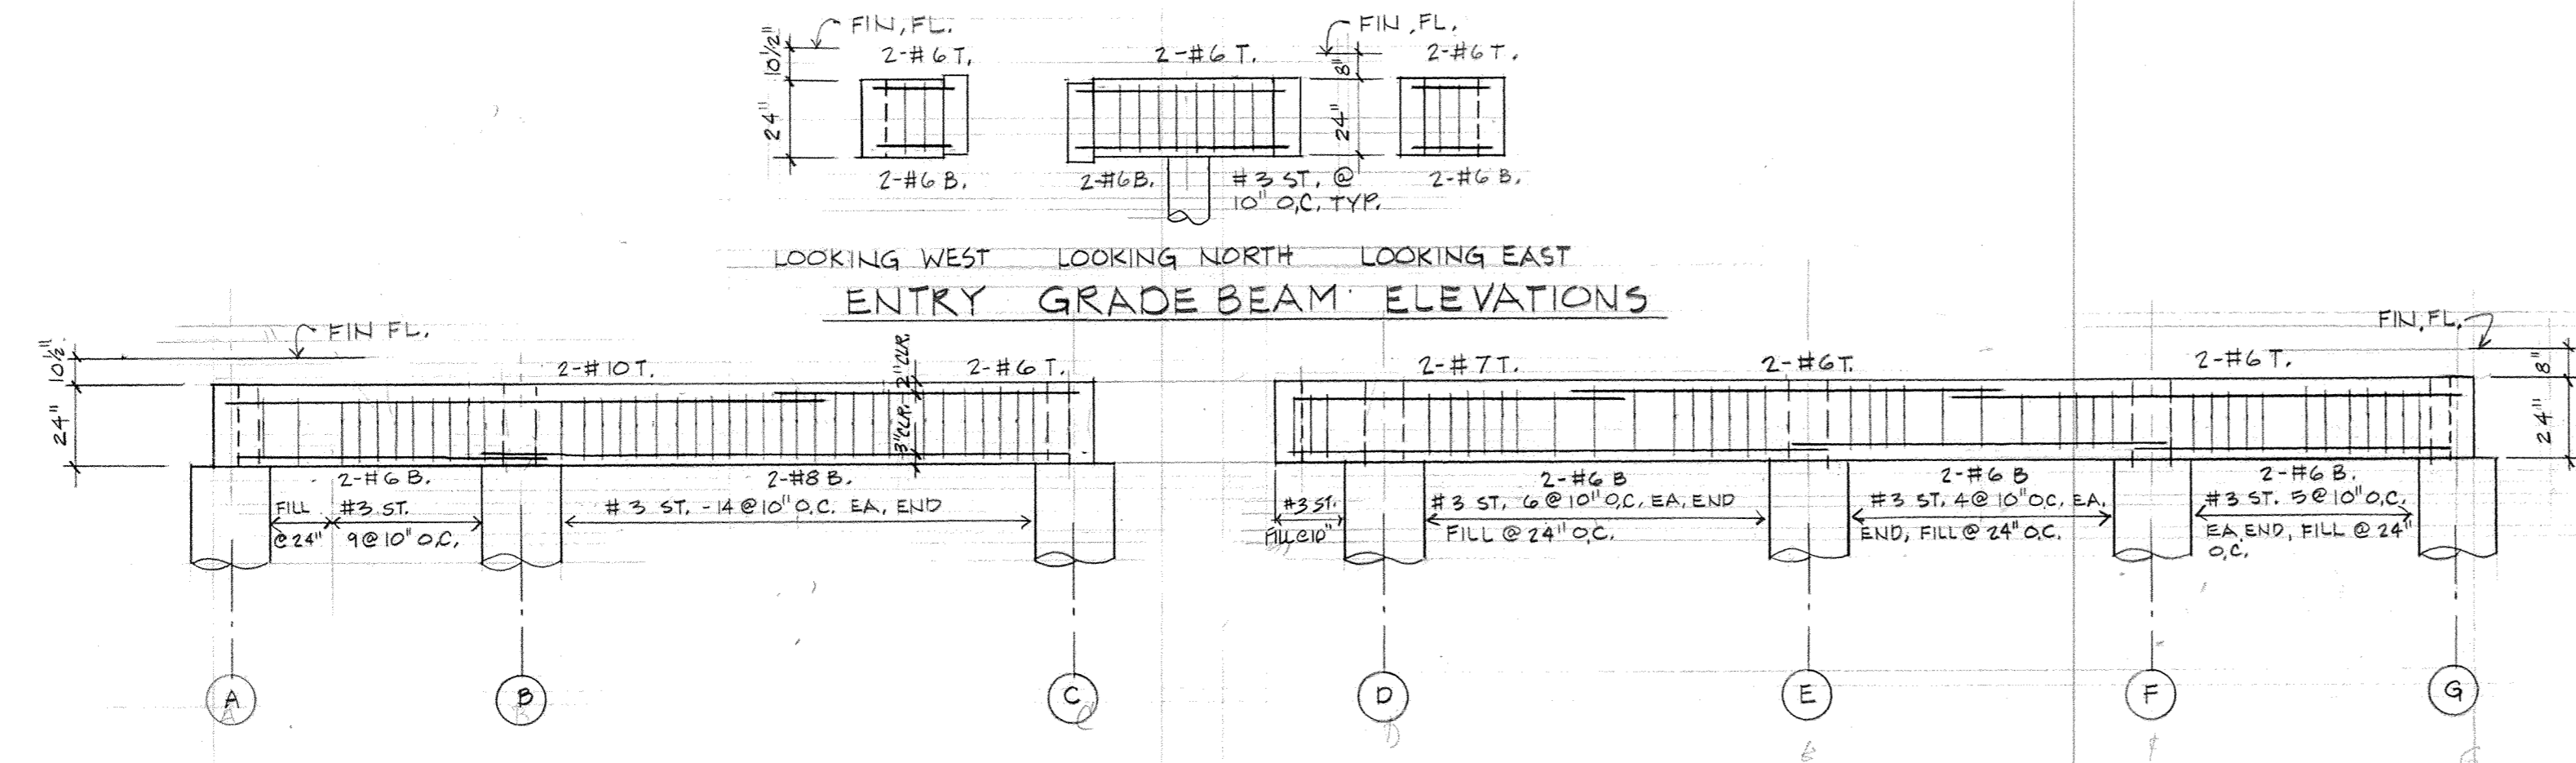 FIN, FL.
10 1/2"
2-#6 T.
24"
2-#6 B.
2-#6 T.
2-#6 B.
#3 ST. @
10" O.C. TYP.
FIN, FL.
8"
24"
2-#6 T.
2-#6 B.
LOOKING WEST LOOKING NORTH LOOKING EAST
ENTRY GRADE BEAM ELEVATIONS
10½"
FIN FL.
24"
2-#10 T.
2" CLR.
3" CLR.
2-#6 T.
2-#6 B.
2-#8 B.
FILL
@ 24"
#3 ST.
9@10" O.C.
#3 ST. - 14@10" O.C. EA. END
2-#7 T.
2-#6 T.
2-#6 T.
FIN. FL.
8"
24"
#3 ST.
FILL@10"
2-#6 B
#3 ST, 6@10" O.C. EA. END
FILL @ 24" O.C.
2-#6 B
#3 ST. 4@10" O.C. EA.
END, FILL @ 24" O.C.
2-#6 B.
#3 ST. 5@10" O.C.
EA. END, FILL @ 24"
O.C.
A
B
C
D
E
F
G
A
B
C
D
E
F
G